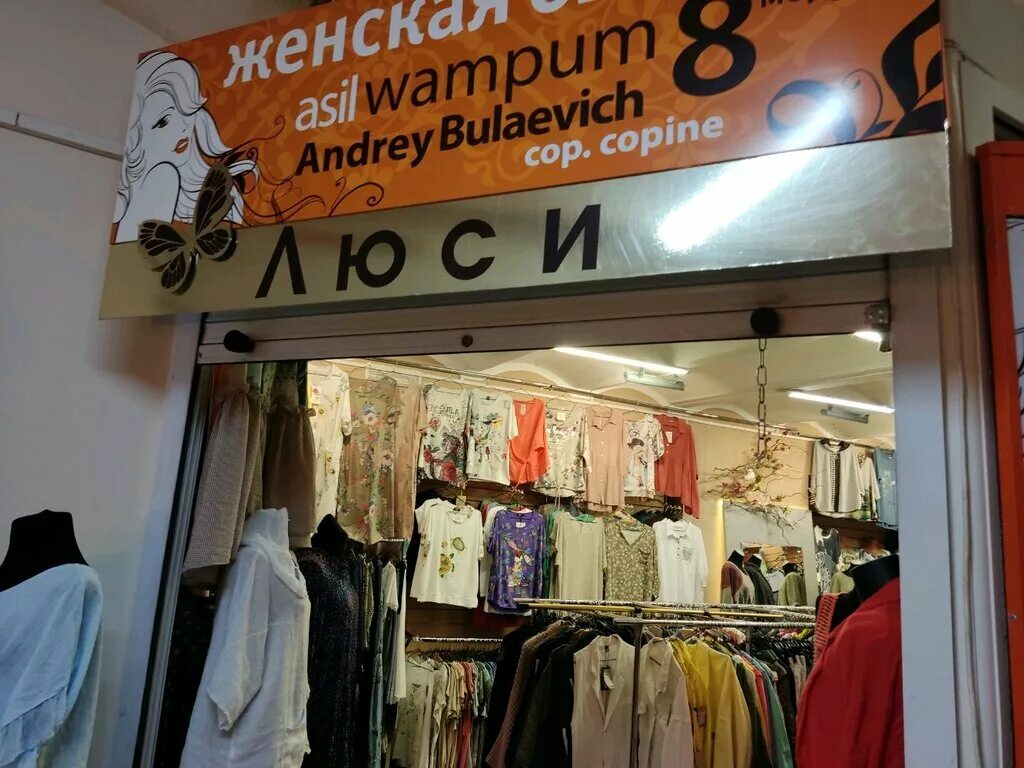 женская
asil wampum 8
Andrey Bulaevich
cop. copine
Люси